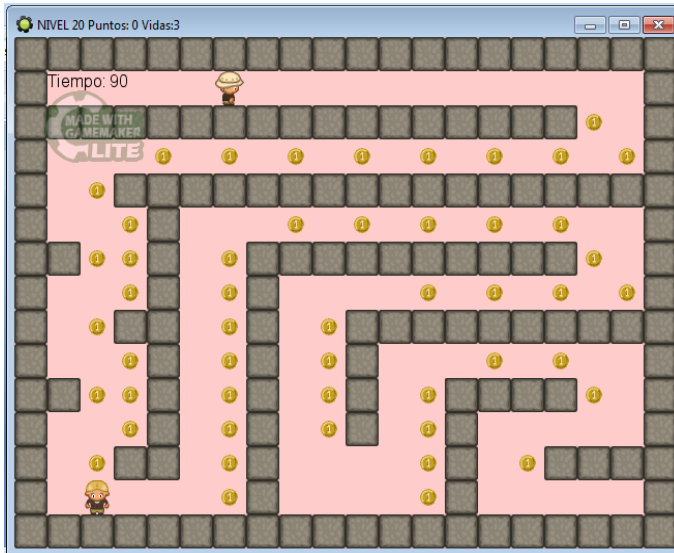 NIVEL 20 Puntos: 0 Vidas:3
Tiempo: 90
MADE WITH
GAMEMAKER
LITE